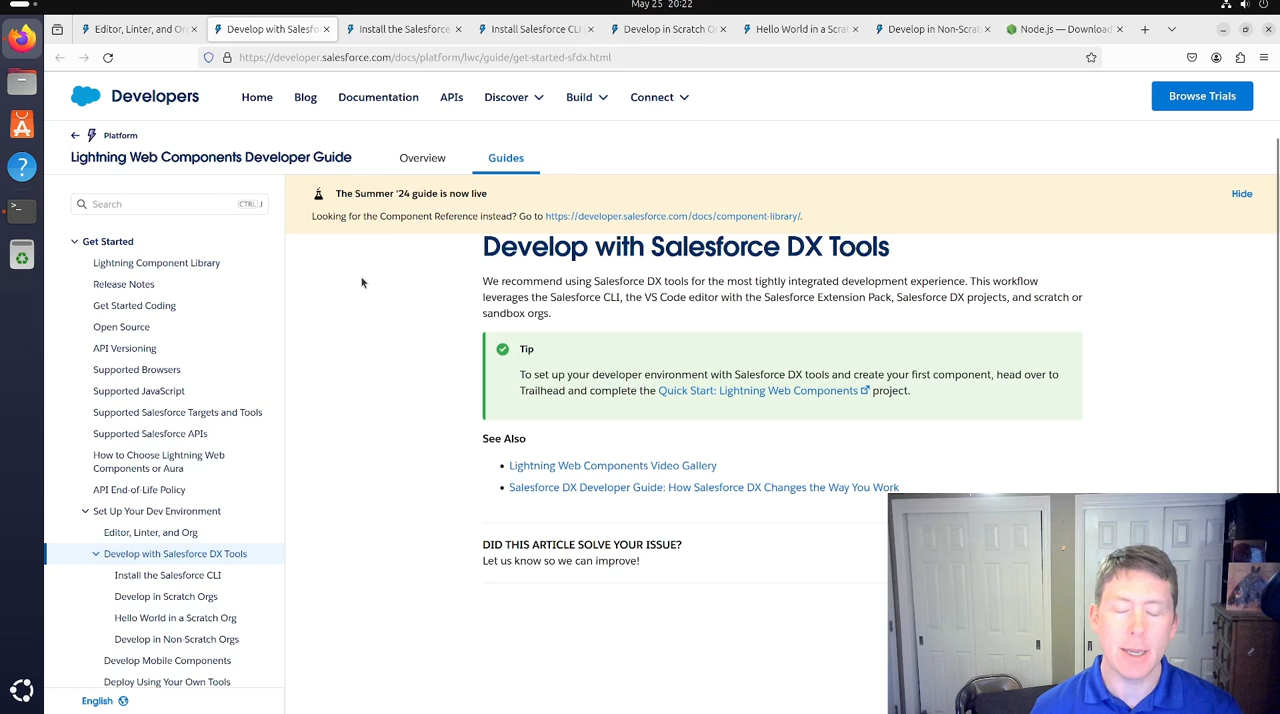 May 25 20:22
Editor, Linter, and Or
Develop with Salesfo
Install the Salesforce
Install Salesforce CLI
Develop in Scratch O
Hello World in a Scra
Develop in Non-Scrat
Node.js — Download
https://developer.salesforce.com/docs/platform/lwc/guide/get-started-sfdx.html
Developers
Home
Blog
Documentation
APIs
Discover
Build
Connect
Browse Trials
Platform
Lightning Web Components Developer Guide
Overview
Guides
Search
CTRL J
The Summer '24 guide is now live
Hide
Looking for the Component Reference instead? Go to https://developer.salesforce.com/docs/component-library/.
Get Started
Lightning Component Library
Release Notes
Get Started Coding
Open Source
API Versioning
Supported Browsers
Supported JavaScript
Supported Salesforce Targets and Tools
Supported Salesforce APIs
How to Choose Lightning Web
Components or Aura
API End-of-Life Policy
Set Up Your Dev Environment
Editor, Linter, and Org
Develop with Salesforce DX Tools
Install the Salesforce CLI
Develop in Scratch Orgs
Hello World in a Scratch Org
Develop in Non-Scratch Orgs
Develop Mobile Components
Deploy Using Your Own Tools
English
Develop with Salesforce DX Tools
We recommend using Salesforce DX tools for the most tightly integrated development experience. This workflow
leverages the Salesforce CLI, the VS Code editor with the Salesforce Extension Pack, Salesforce DX projects, and scratch or
sandbox orgs.
Tip
To set up your developer environment with Salesforce DX tools and create your first component, head over to
Trailhead and complete the Quick Start: Lightning Web Components project.
See Also
Lightning Web Components Video Gallery
Salesforce DX Developer Guide: How Salesforce DX Changes the Way You Work
DID THIS ARTICLE SOLVE YOUR ISSUE?
Let us know so we can improve!